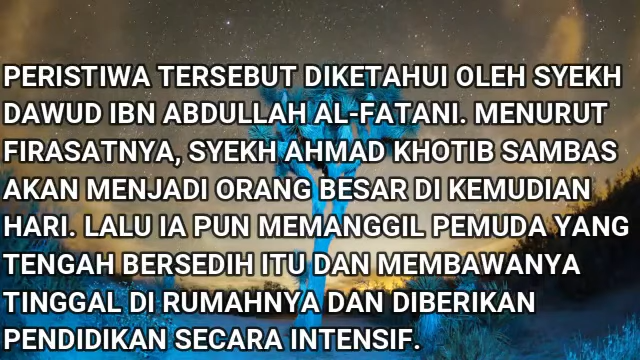 PERISTIWA TERSEBUT DIKETAHUI OLEH SYEKH
DAWUD IBN ABDULLAH AL-FATANI. MENURUT
FIRASATNYA, SYEKH AHMAD KHOTIB SAMBAS
AKAN MENJADI ORANG BESAR DI KEMUDIAN
HARI. LALU IA PUN MEMANGGIL PEMUDA YANG
TENGAH BERSEDIH ITU DAN MEMBAWANYA
TINGGAL DI RUMAHNYA DAN DIBERIKAN
PENDIDIKAN SECARA INTENSIF.